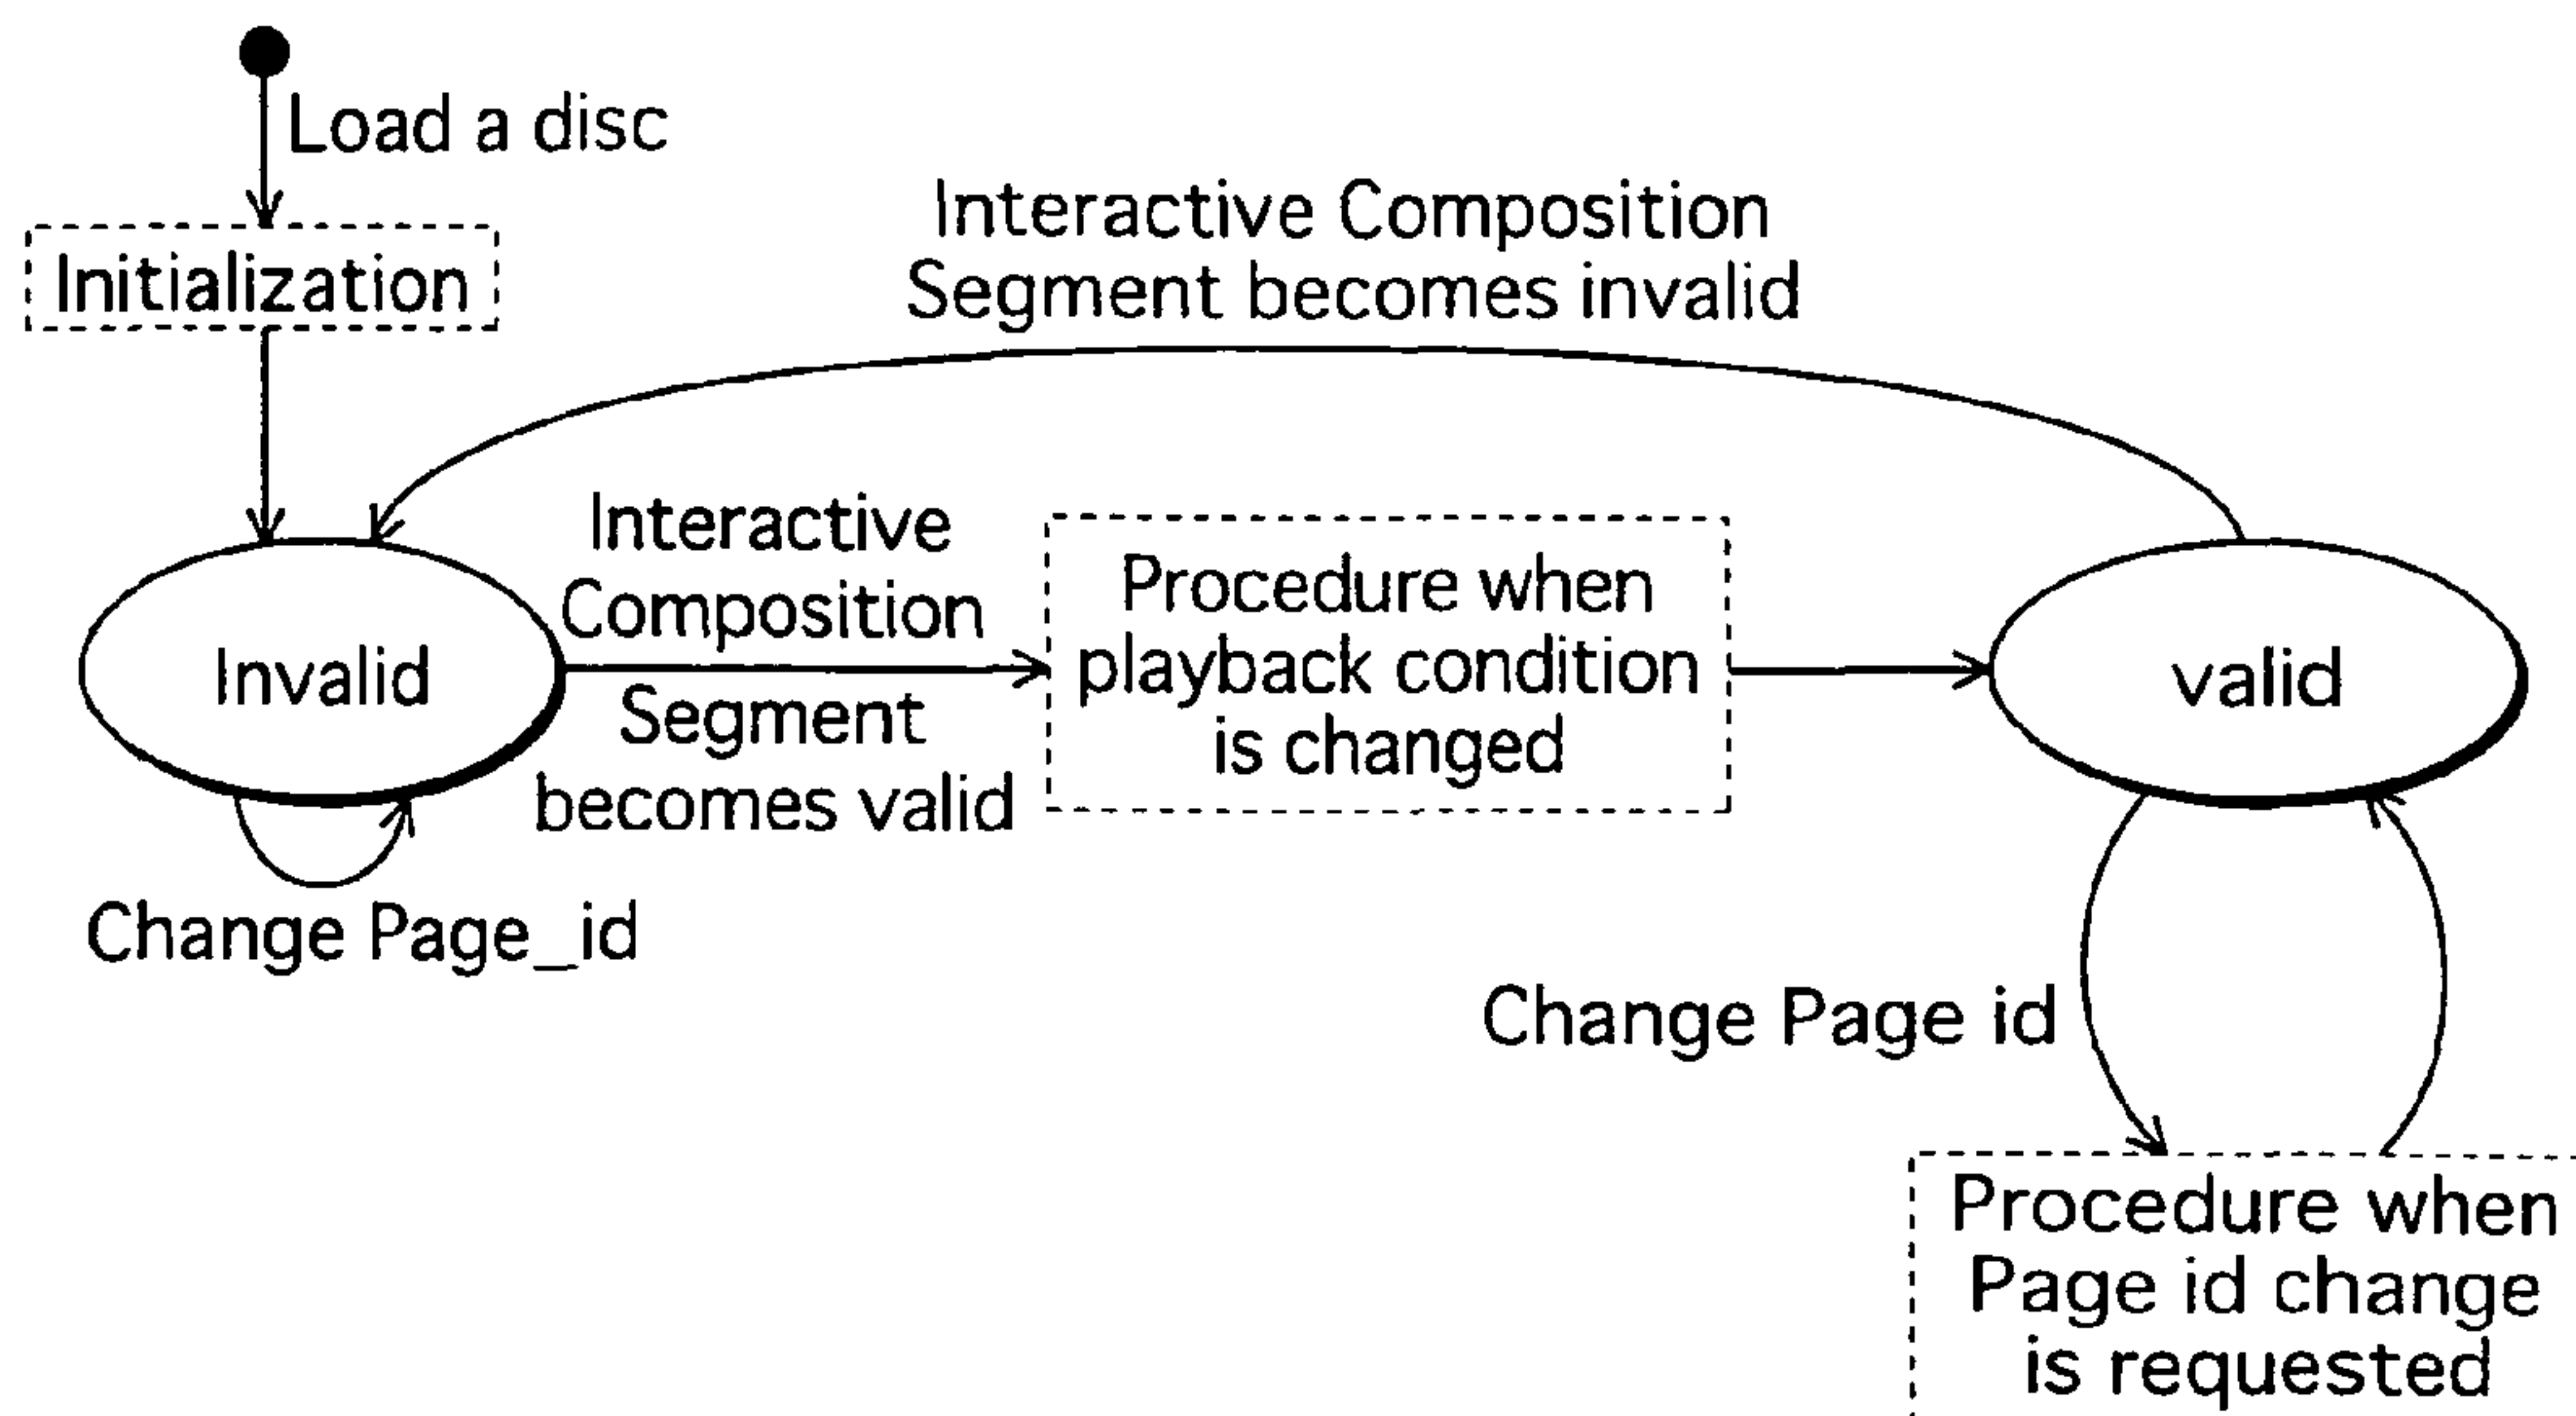 Load a disc
Initialization
Interactive Composition
Segment becomes invalid
Interactive
Composition
Segment
becomes valid
Invalid
Procedure when
playback condition
is changed
valid
Change Page_id
Change Page id
Procedure when
Page id change
is requested